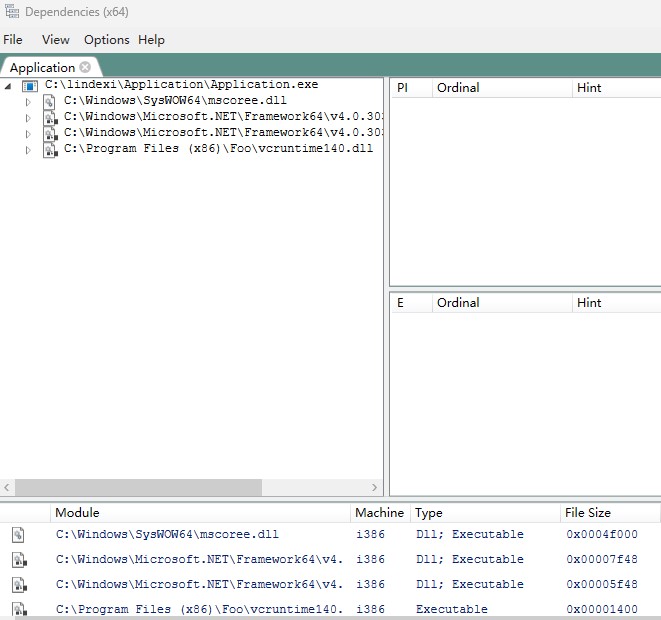 Dependencies (x64)
File View Options Help
Application
C:\lindexi\Application\Application.exe
C:\Windows\SysWOW64\mscoree.dll
C:\Windows\Microsoft.NET\Framework64\v4.0.303
C:\Windows\Microsoft.NET\Framework64\v4.0.303
C:\Program Files (x86)\Foo\vcruntime140.dll
PI Ordinal Hint
E Ordinal Hint
Module Machine Type File Size
C:\Windows\SysWOW64\mscoree.dll i386 Dll; Executable 0x0004f000
C:\Windows\Microsoft.NET\Framework64\v4. i386 Dll; Executable 0x00007f48
C:\Windows\Microsoft.NET\Framework64\v4. i386 Dll; Executable 0x00005f48
C:\Program Files (x86)\Foo\vcruntime140. i386 Executable 0x00001400